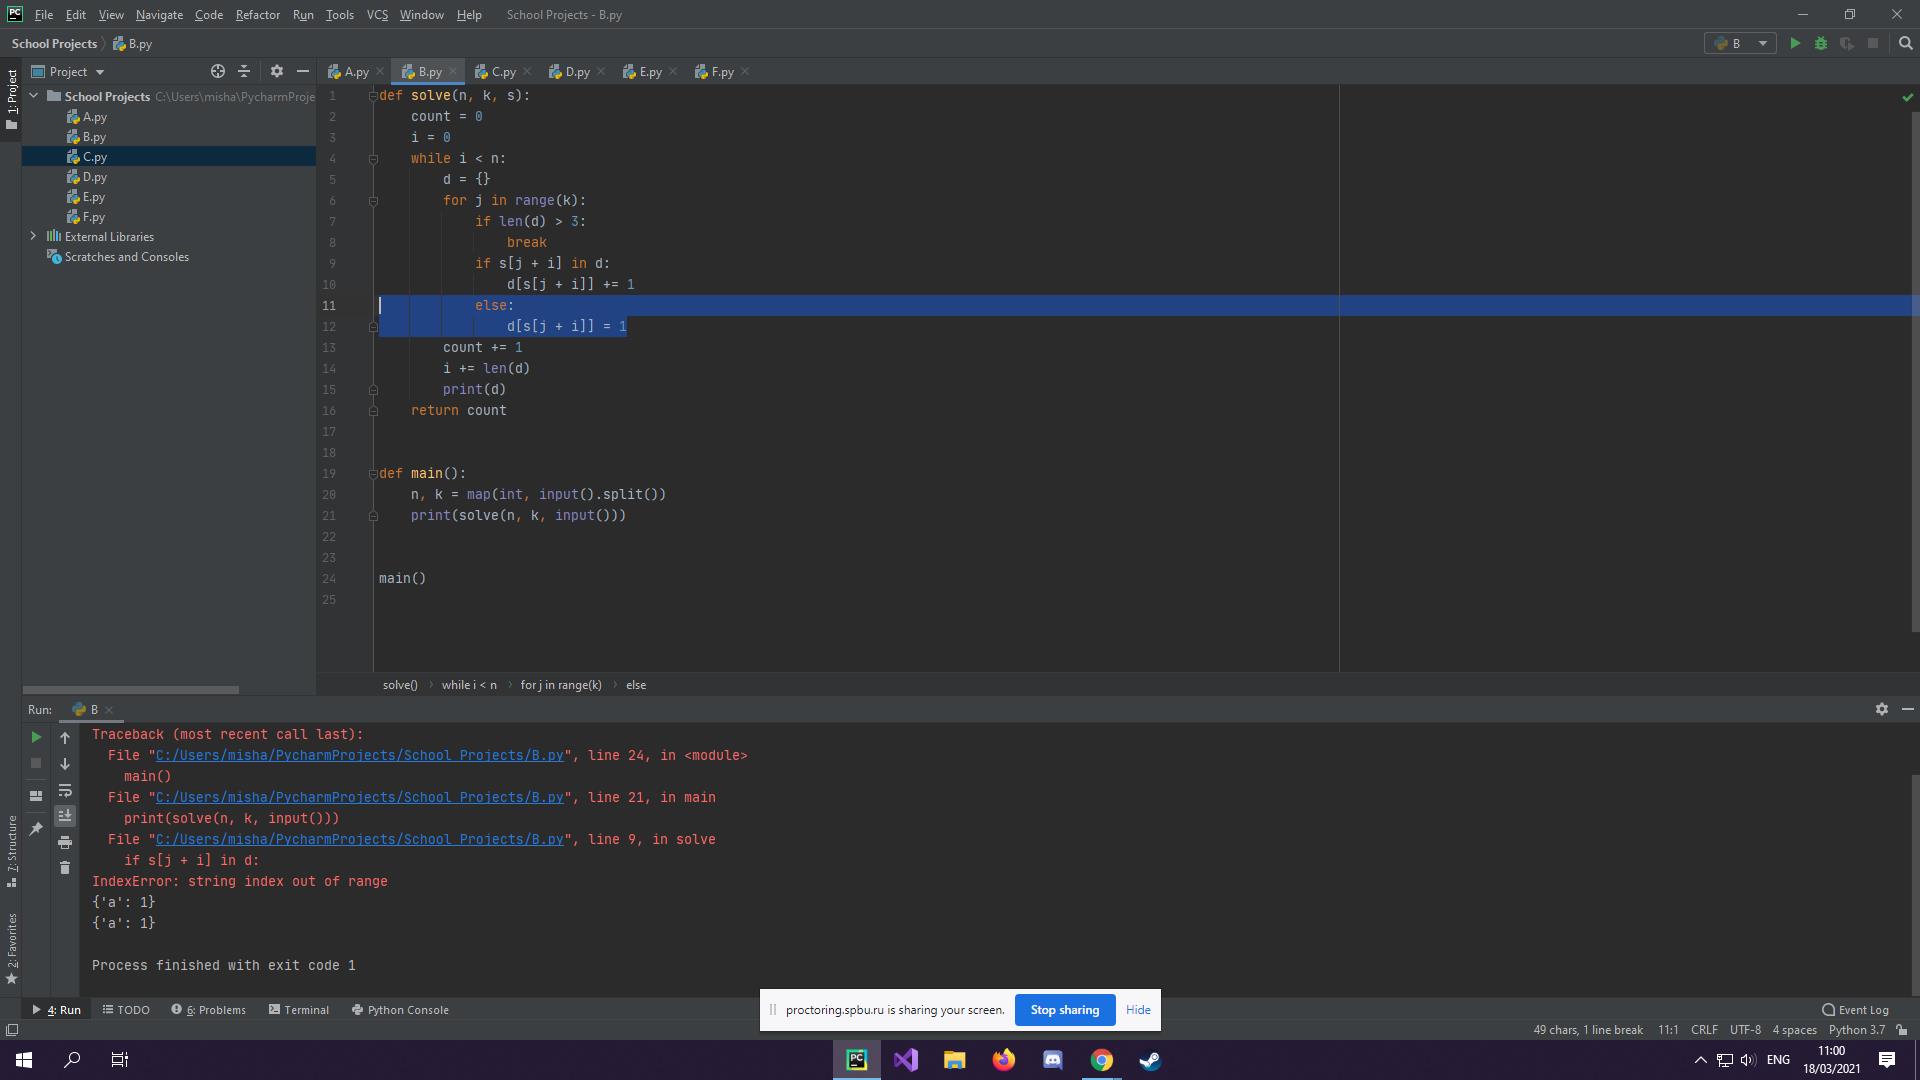 PC File Edit View Navigate Code Refactor Run Tools VCS Window Help School Projects - B.py
School Projects B.py B
1: Project
Project
A.py B.py C.py D.py E.py F.py
School Projects C:\Users\misha\PycharmProje
A.py
B.py
C.py
D.py
E.py
F.py
External Libraries
Scratches and Consoles
1 def solve(n, k, s):
2 count = 0
3 i = 0
4 while i < n:
5 d = {}
6 for j in range(k):
7 if len(d) > 3:
8 break
9 if s[j + i] in d:
10 d[s[j + i]] += 1
11 else:
12 d[s[j + i]] = 1
13 count += 1
14 i += len(d)
15 print(d)
16 return count
17
18
19 def main():
20 n, k = map(int, input().split())
21 print(solve(n, k, input()))
22
23
24 main()
25
solve() while i < n for j in range(k) else
Run: B
Traceback (most recent call last):
File "C:/Users/misha/PycharmProjects/School Projects/B.py", line 24, in <module>
main()
File "C:/Users/misha/PycharmProjects/School Projects/B.py", line 21, in main
print(solve(n, k, input()))
File "C:/Users/misha/PycharmProjects/School Projects/B.py", line 9, in solve
if s[j + i] in d:
IndexError: string index out of range
{'a': 1}
{'a': 1}
Process finished with exit code 1
7: Structure
2: Favorites
4: Run TODO 6: Problems Terminal Python Console Event Log
proctoring.spbu.ru is sharing your screen. Stop sharing Hide
49 chars, 1 line break 11:1 CRLF UTF-8 4 spaces Python 3.7
PC ENG 11:00
18/03/2021